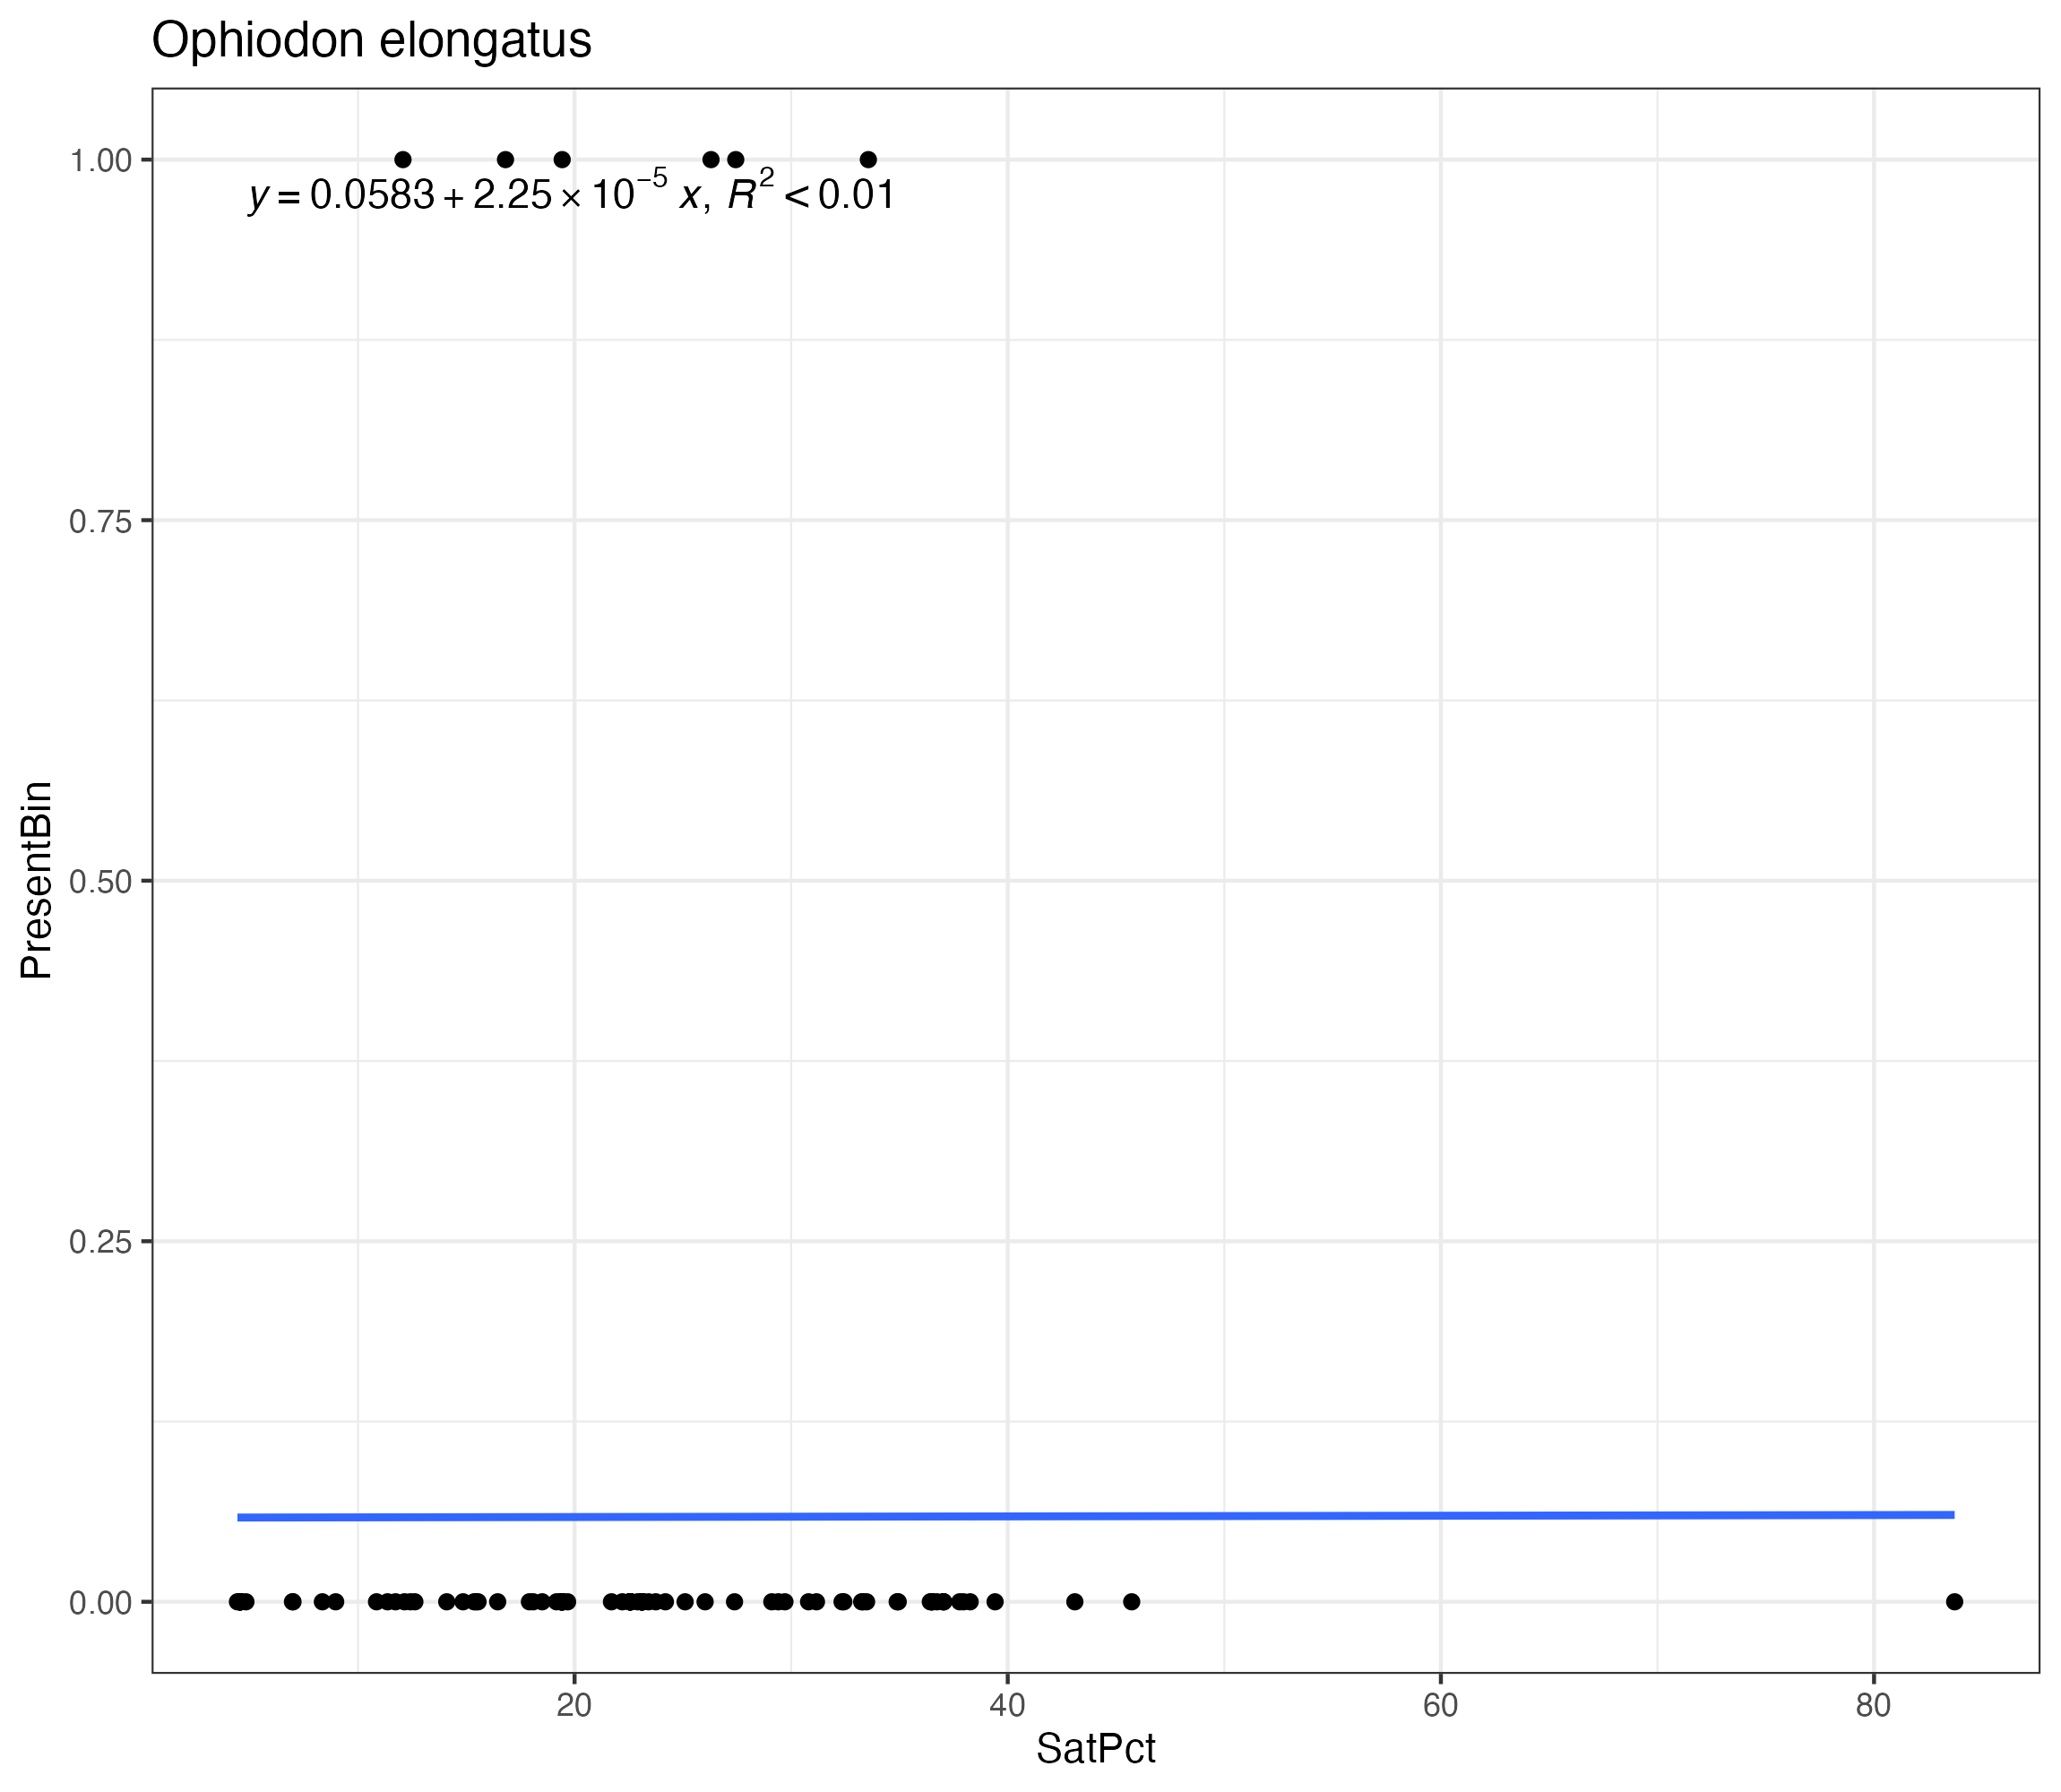 Ophiodon elongatus
1.00
y = 0.0583 + 2.25 × 10⁻⁵ x, R² < 0.01
0.75
PresentBin
0.50
0.25
0.00
20 40 60 80
SatPct